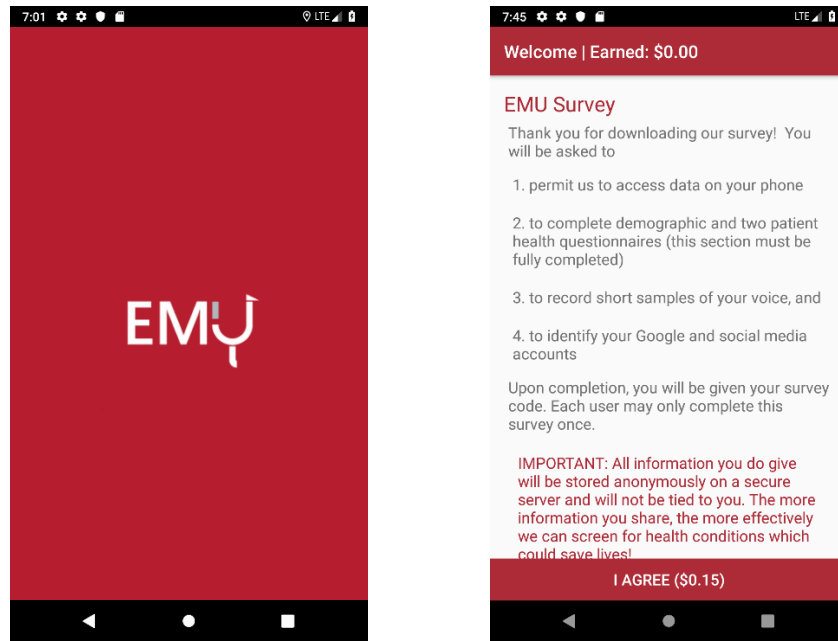 7:01
LTE
EMU
7:45
LTE
Welcome | Earned: $0.00
EMU Survey
Thank you for downloading our survey!  You
will be asked to
1. permit us to access data on your phone
2. to complete demographic and two patient
health questionnaires (this section must be
fully completed)
3. to record short samples of your voice, and
4. to identify your Google and social media
accounts
Upon completion, you will be given your survey
code. Each user may only complete this
survey once.
IMPORTANT: All information you do give
will be stored anonymously on a secure
server and will not be tied to you. The more
information you share, the more effectively
we can screen for health conditions which
could save lives!
I AGREE ($0.15)